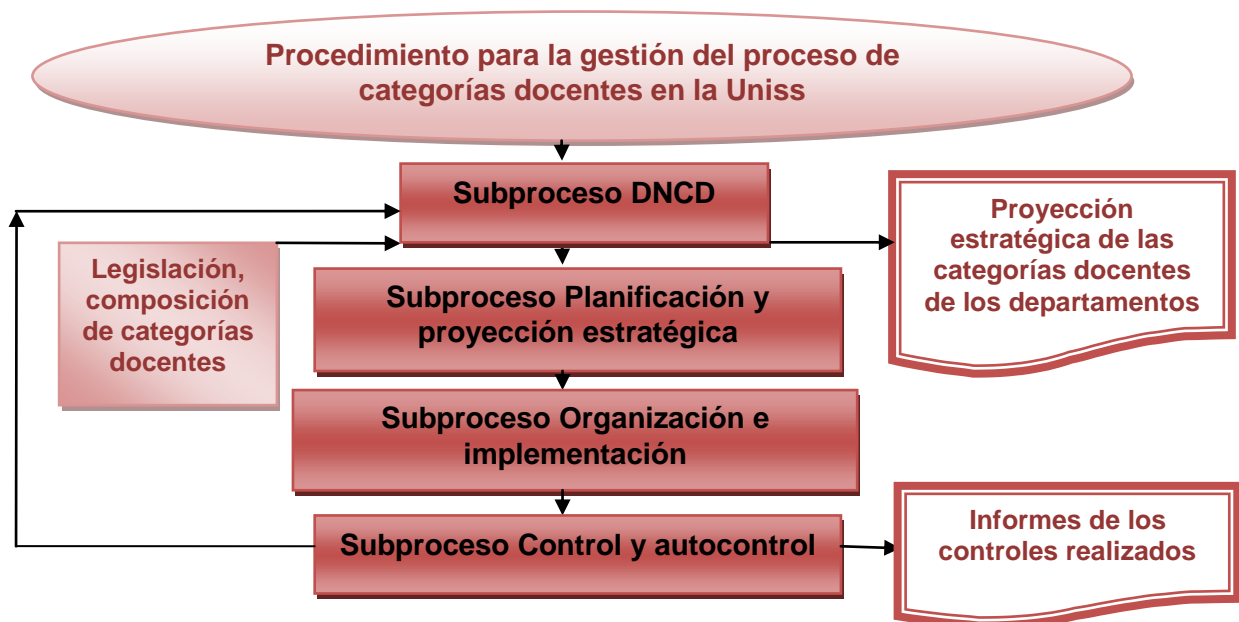 Procedimiento para la gestión del proceso de
categorías docentes en la Uniss
Subproceso DNCD
Proyección
estratégica de las
categorías docentes
de los departamentos
Legislación,
composición
de categorías
docentes
Subproceso Planificación y
proyección estratégica
Subproceso Organización e
implementación
Subproceso Control y autocontrol
Informes de los
controles realizados